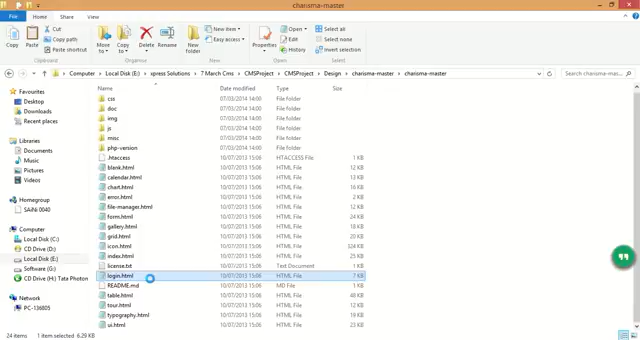 charisma-master
File Home Share View
Cut
Copy path
Paste shortcut
Copy Paste
Clipboard
Move to Copy to Delete Rename
Organize
New folder
New item
Easy access
New
Properties
Open
Edit
History
Open
Select all
Select none
Invert selection
Select
Computer Local Disk (E:) xpress Solutions 7 March Cms CMSProject CMSProject Design charisma-master charisma-master
Search charisma-master
Favourites
Desktop
Downloads
Recent places
Libraries
Documents
Music
Pictures
Videos
Homegroup
SAiNi 0040
Computer
Local Disk (C:)
CD Drive (D:)
Local Disk (E:)
Software (G:)
CD Drive (H:) Tata Photon
Network
PC-136805
Name Date modified Type Size
css 07/03/2014 14:00 File folder
doc 07/03/2014 14:00 File folder
img 07/03/2014 14:00 File folder
js 07/03/2014 14:00 File folder
misc 07/03/2014 14:00 File folder
php-version 07/03/2014 14:00 File folder
.htaccess 10/07/2013 15:06 HTACCESS File 1 KB
blank.html 10/07/2013 15:06 HTML File 12 KB
calendar.html 10/07/2013 15:06 HTML File 13 KB
chart.html 10/07/2013 15:06 HTML File 16 KB
error.html 10/07/2013 15:06 HTML File 2 KB
file-manager.html 10/07/2013 15:06 HTML File 12 KB
form.html 10/07/2013 15:06 HTML File 24 KB
gallery.html 10/07/2013 15:06 HTML File 18 KB
grid.html 10/07/2013 15:06 HTML File 20 KB
icon.html 10/07/2013 15:06 HTML File 324 KB
index.html 10/07/2013 15:06 HTML File 25 KB
license.txt 10/07/2013 15:06 Text Document 1 KB
login.html 10/07/2013 15:06 HTML File 7 KB
README.md 10/07/2013 15:06 MD File 1 KB
table.html 10/07/2013 15:06 HTML File 48 KB
tour.html 10/07/2013 15:06 HTML File 12 KB
typography.html 10/07/2013 15:06 HTML File 17 KB
ui.html 10/07/2013 15:06 HTML File 23 KB
24 items 1 item selected 6.29 KB